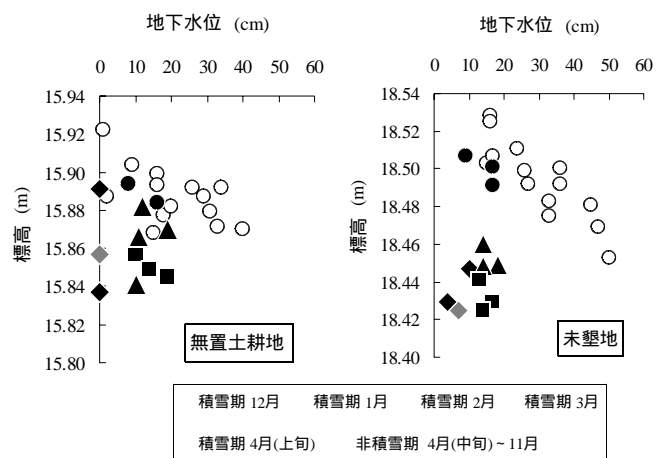 地下水位 (cm)
0 10 20 30 40 50 60
15.94
15.92
15.90
15.88
15.86
15.84
15.82
15.80
標高 (m)
無置土耕地
地下水位 (cm)
0 10 20 30 40 50 60
18.54
18.52
18.50
18.48
18.46
18.44
18.42
18.40
標高 (m)
未墾地
積雪期 12月 積雪期 1月 積雪期 2月 積雪期 3月
積雪期 4月(上旬) 非積雪期 4月(中旬)~11月